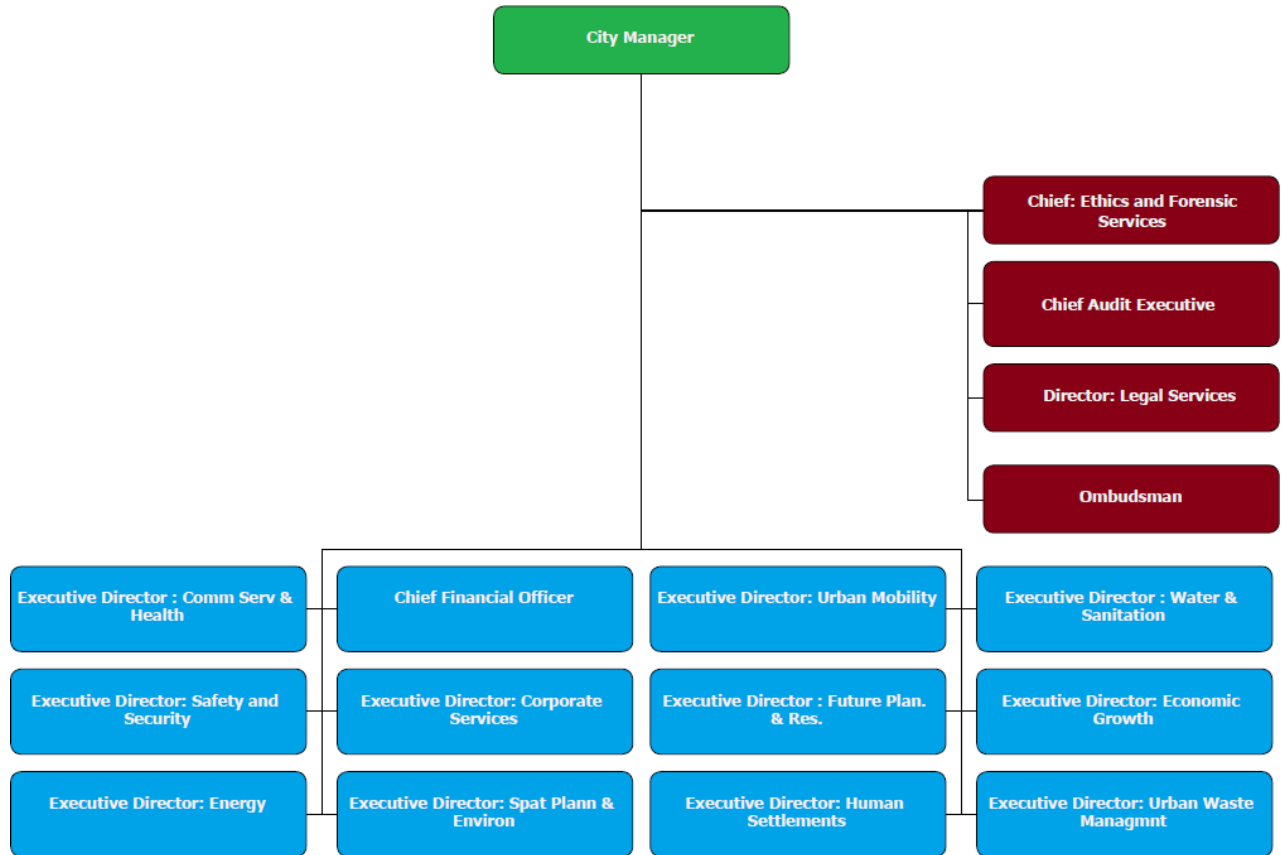 City Manager
Chief: Ethics and Forensic
Services
Chief Audit Executive
Director: Legal Services
Ombudsman
Executive Director : Comm Serv &
Health
Chief Financial Officer
Executive Director: Urban Mobility
Executive Director : Water &
Sanitation
Executive Director: Safety and
Security
Executive Director: Corporate
Services
Executive Director : Future Plan.
& Res.
Executive Director: Economic
Growth
Executive Director: Energy
Executive Director: Spat Plann &
Environ
Executive Director: Human
Settlements
Executive Director: Urban Waste
Managmnt